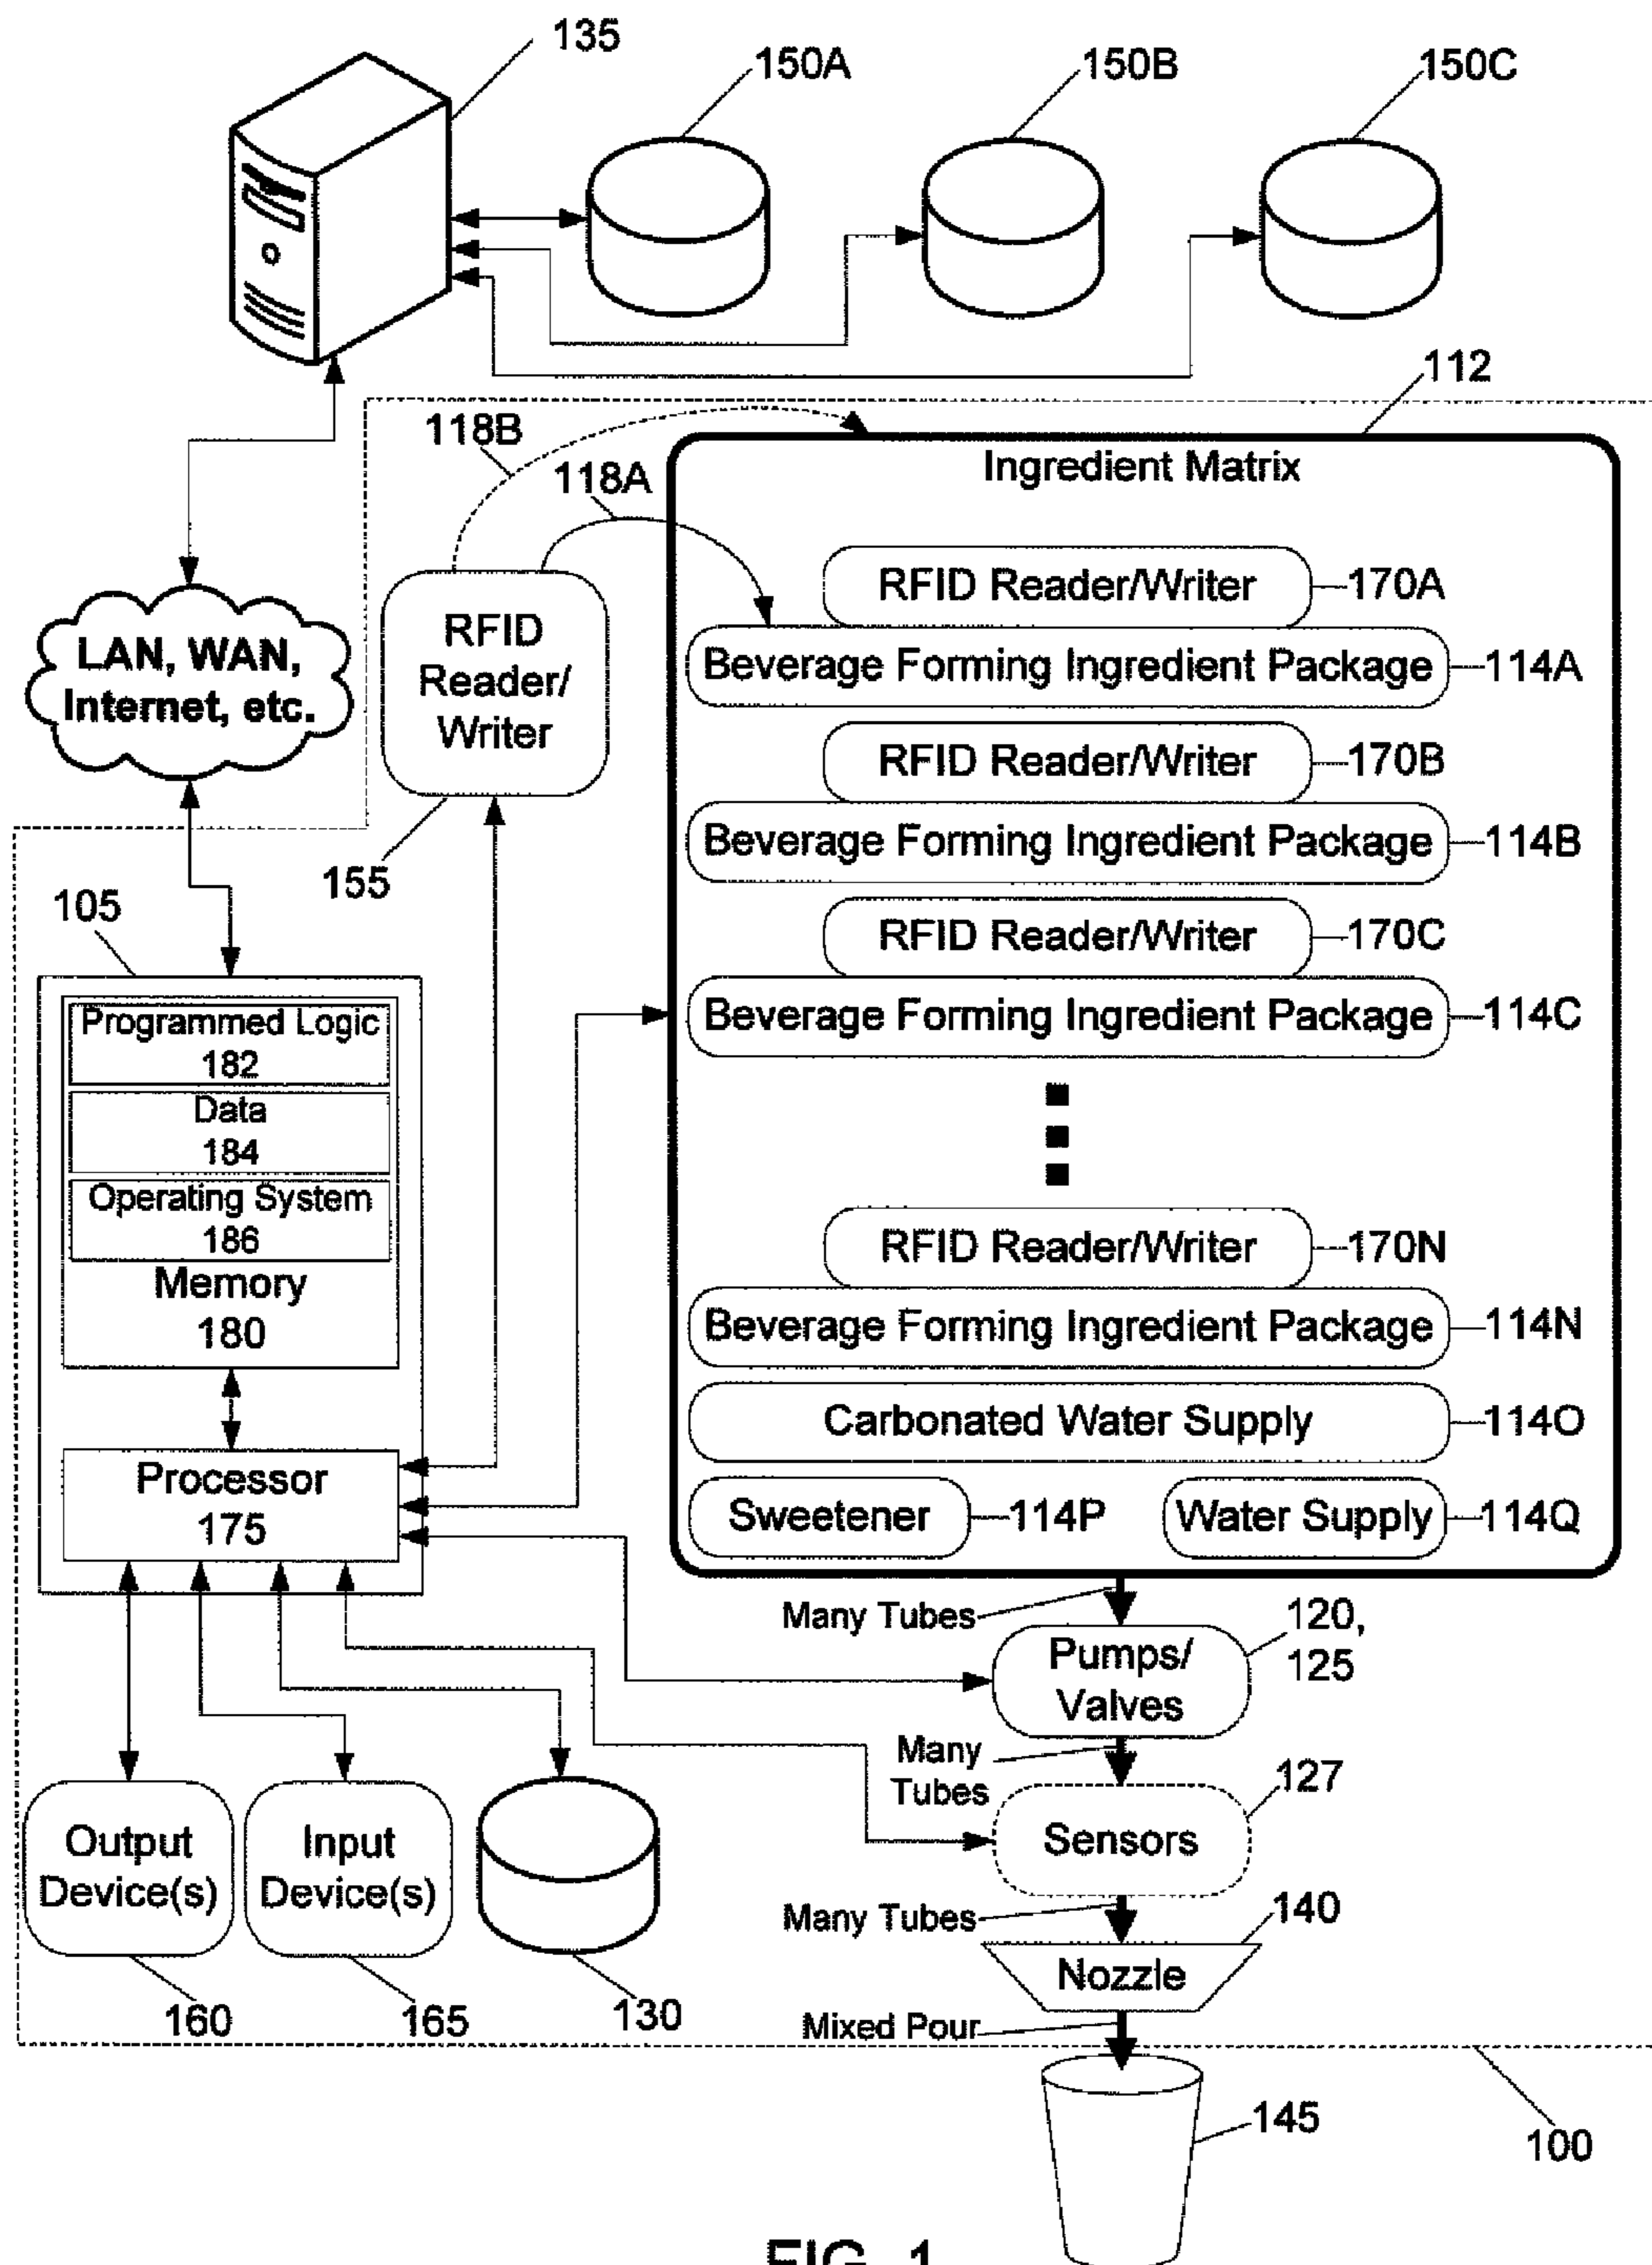 135
150A
150B
150C
112
118B
118A
Ingredient Matrix
RFID Reader/Writer
170A
Beverage Forming Ingredient Package
114A
RFID Reader/Writer
170B
Beverage Forming Ingredient Package
114B
RFID Reader/Writer
170C
Beverage Forming Ingredient Package
114C
RFID Reader/Writer
170N
Beverage Forming Ingredient Package
114N
Carbonated Water Supply
114O
Sweetener
114P
Water Supply
114Q
LAN, WAN,
Internet, etc.
RFID
Reader/
Writer
155
105
Programmed Logic
182
Data
184
Operating System
186
Memory
180
Processor
175
Many Tubes
Pumps/
Valves
120,
125
Many
Tubes
Sensors
127
Many Tubes
Nozzle
140
Mixed Pour
Output
Device(s)
160
Input
Device(s)
165
130
145
100
FIG. 1